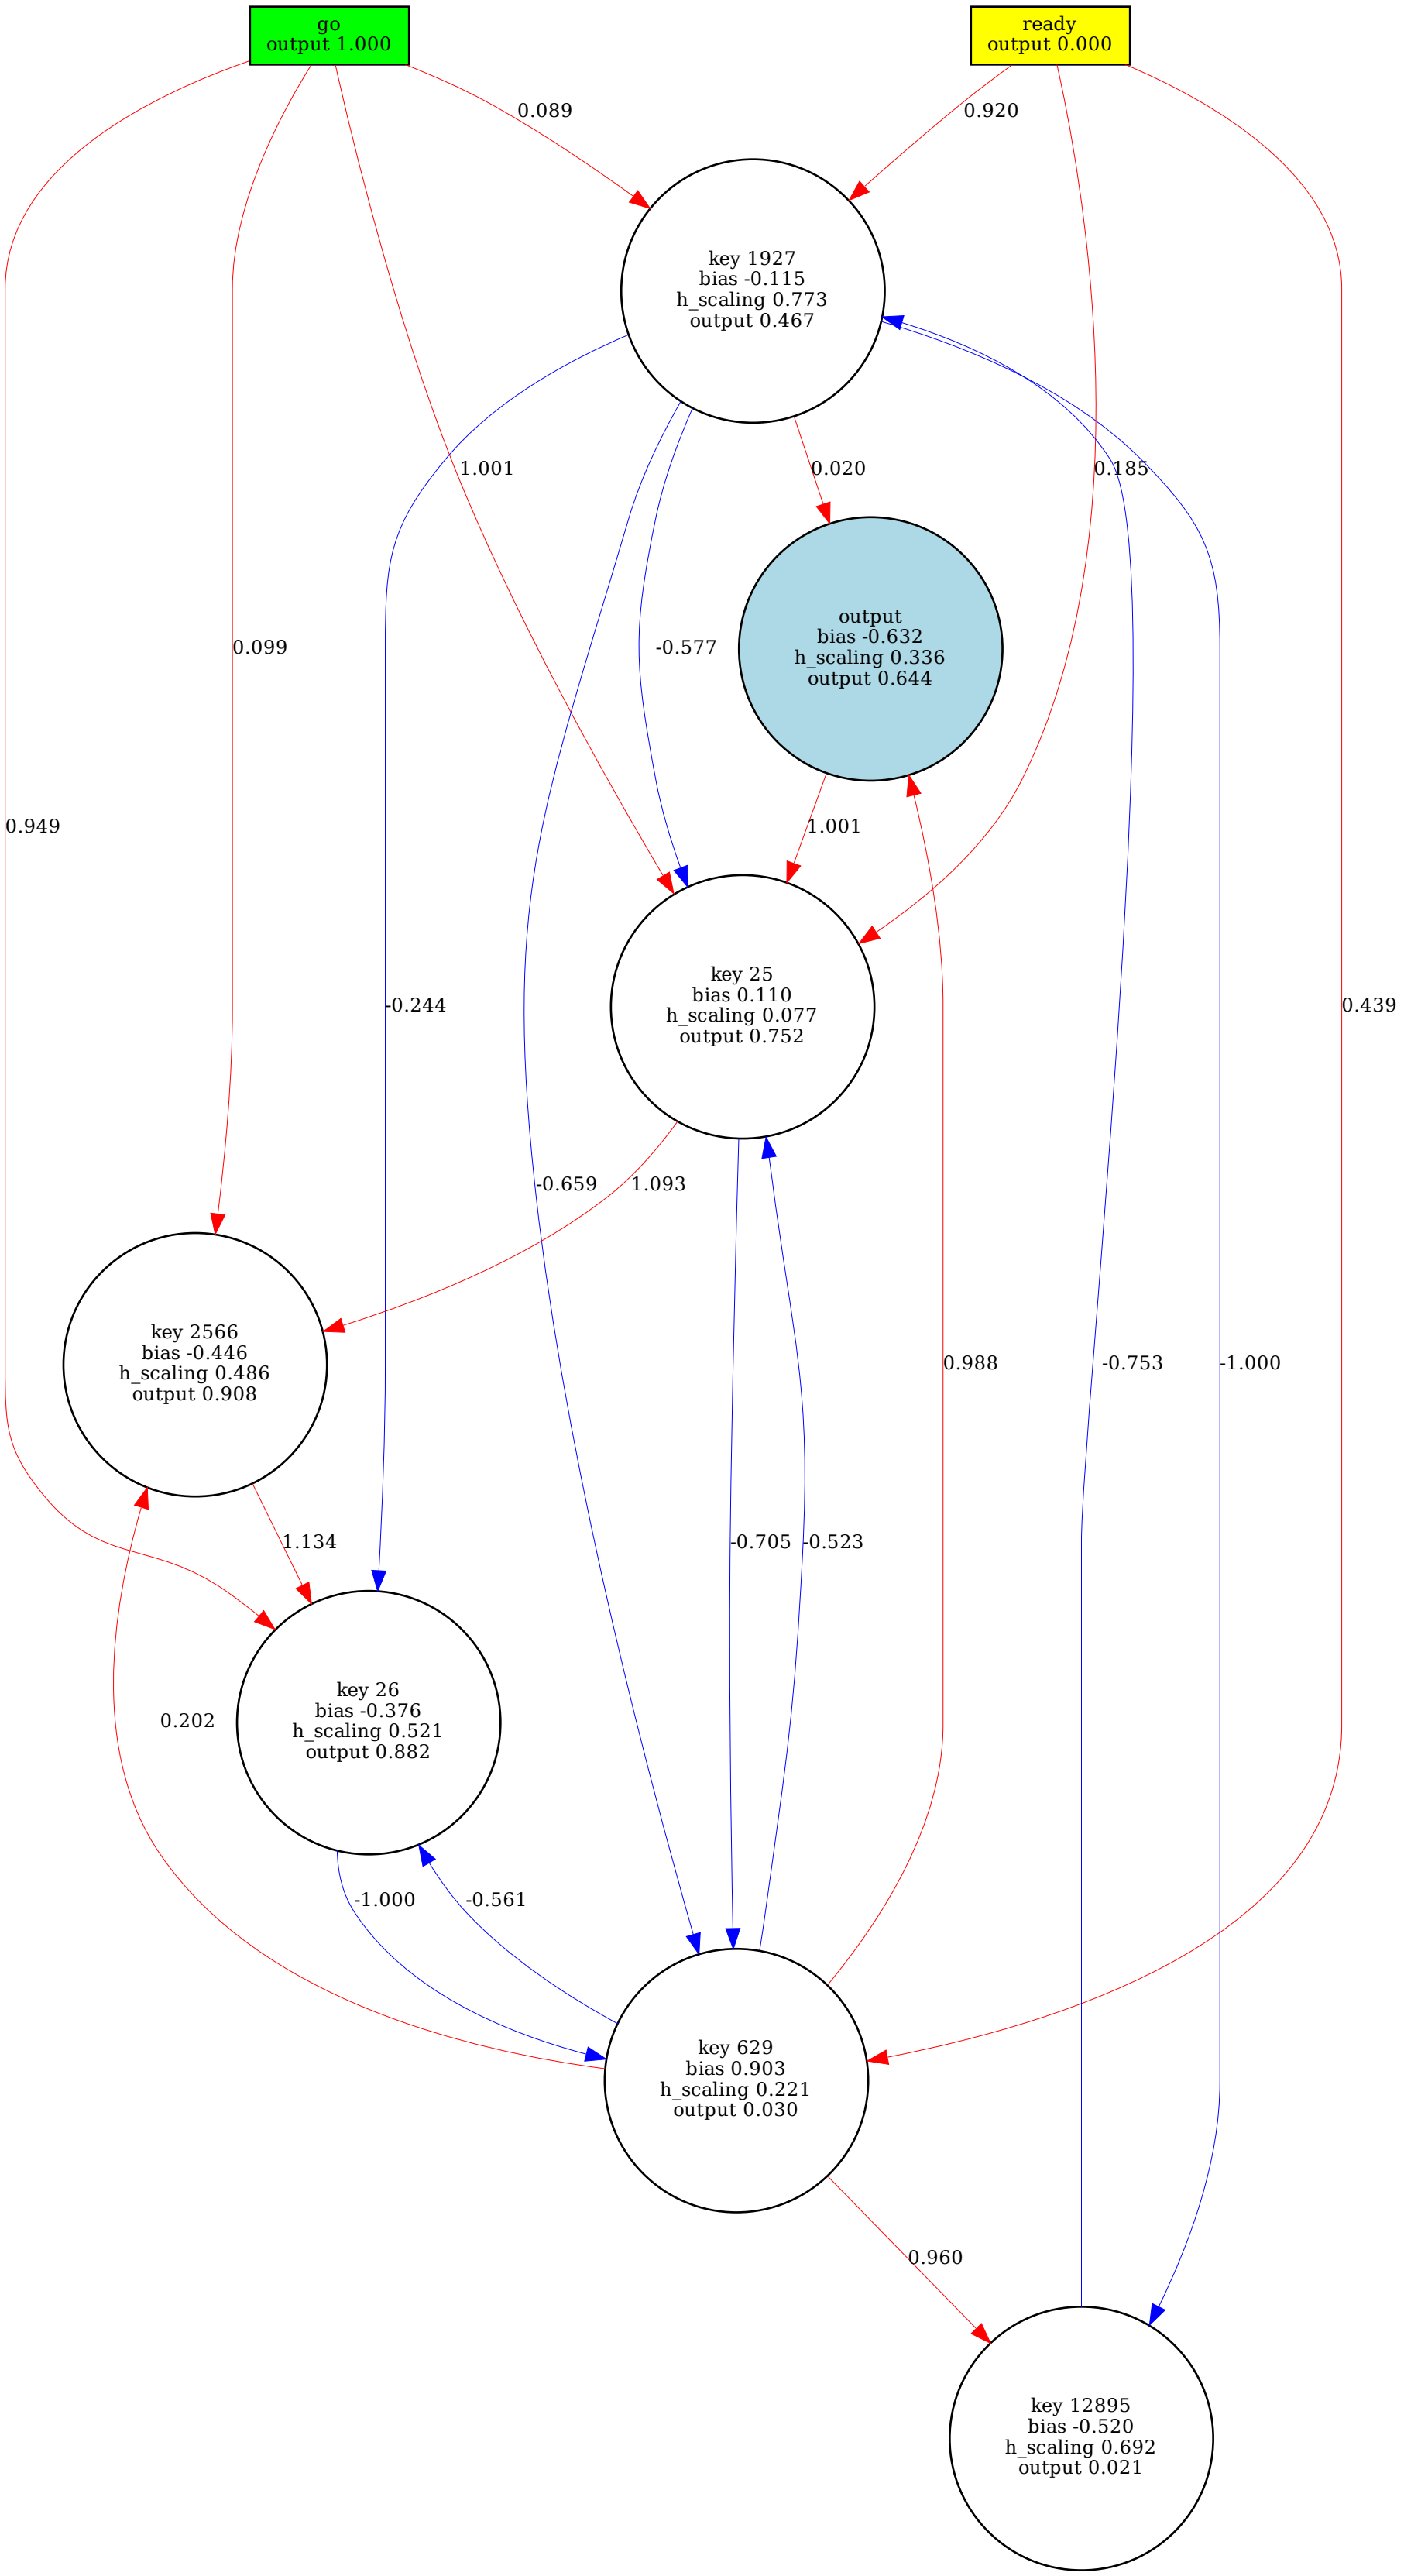 go
output 1.000
ready
output 0.000
0.089
0.920
key 1927
bias -0.115
h_scaling 0.773
output 0.467
1.001
0.020
0.185
output
bias -0.632
h_scaling 0.336
output 0.644
0.099
-0.577
0.949
1.001
key 25
bias 0.110
h_scaling 0.077
output 0.752
-0.244
0.439
-0.659
1.093
key 2566
bias -0.446
h_scaling 0.486
output 0.908
0.988
-0.753
-1.000
1.134
-0.705
-0.523
key 26
bias -0.376
h_scaling 0.521
output 0.882
0.202
-1.000
-0.561
key 629
bias 0.903
h_scaling 0.221
output 0.030
0.960
key 12895
bias -0.520
h_scaling 0.692
output 0.021